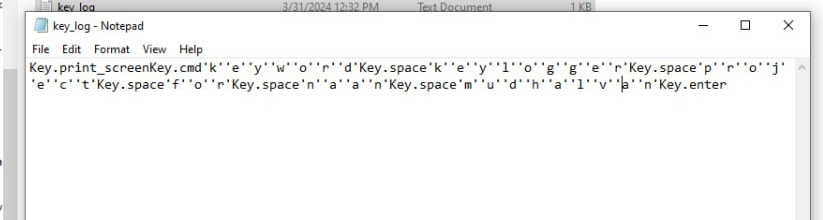 key_log 3/31/2024 12:32 PM Text Document 1 KB
key_log - Notepad
File Edit Format View Help
Key.print_screenKey.cmd'k''e''y''w''o''r''d'Key.space'k''e''y''l''o''g''g''e''r'Key.space'p''r''o''j'
'e''c''t'Key.space'f''o''r'Key.space'n''a''a''n'Key.space'm''u''d''h''a''l''v''a''n'Key.enter